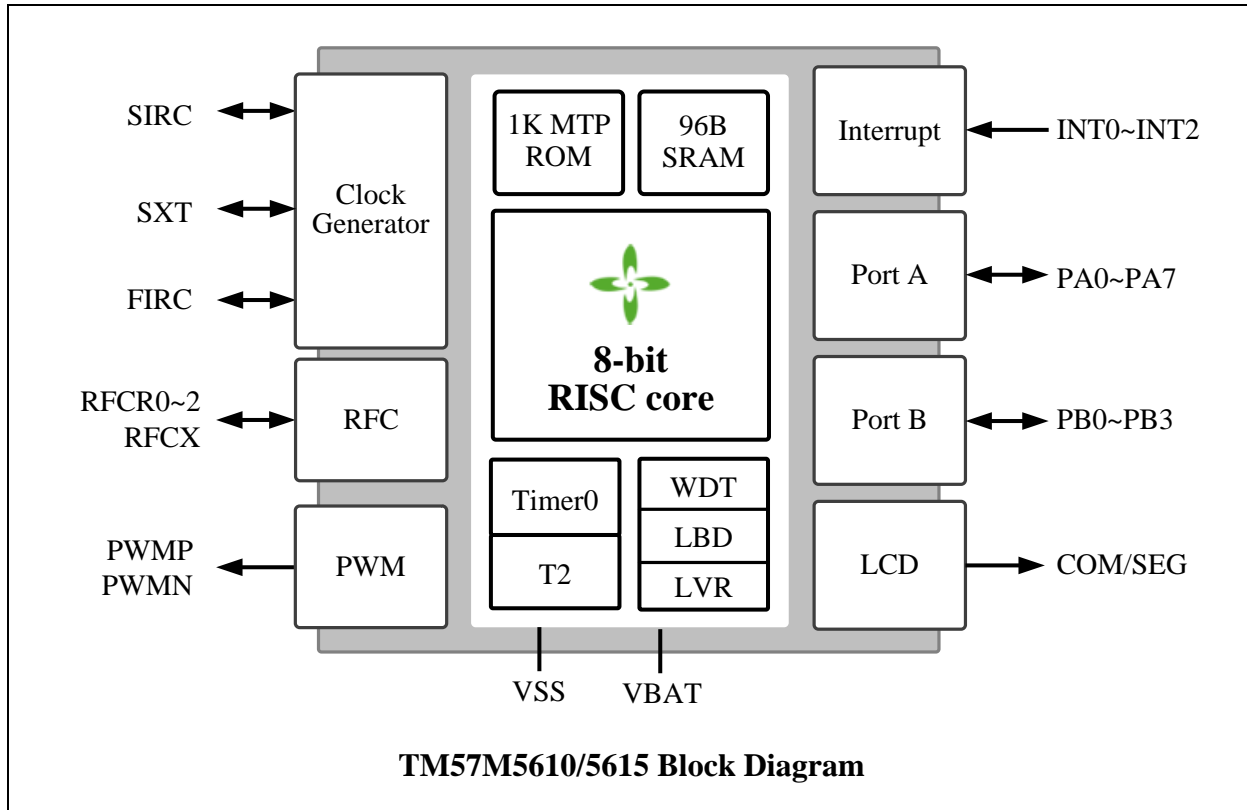 SIRC
SXT
FIRC
RFCR0~2
RFCX
PWMP
PWMN
Clock
Generator
RFC
PWM
1K MTP
ROM
96B
SRAM
8-bit
RISC core
Timer0
T2
WDT
LBD
LVR
VSS
VBAT
Interrupt
Port A
Port B
LCD
INT0~INT2
PA0~PA7
PB0~PB3
COM/SEG
TM57M5610/5615 Block Diagram